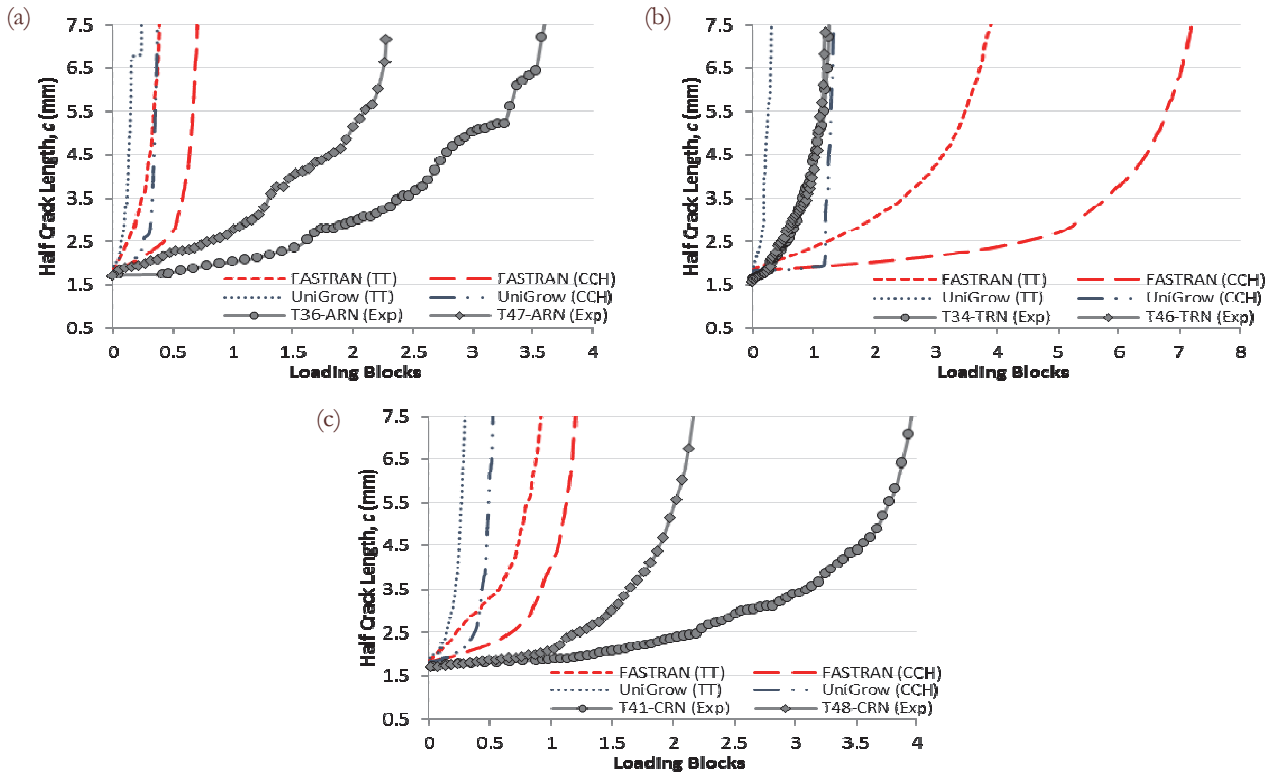 (a)
Half Crack Length, c (mm)
7.5
6.5
5.5
4.5
3.5
2.5
1.5
0.5
FASTRAN (TT)
FASTRAN (CCH)
UniGrow (TT)
UniGrow (CCH)
T36-ARN (Exp)
T47-ARN (Exp)
0 0.5 1 1.5 2 2.5 3 3.5 4
Loading Blocks
(b)
Half Crack Length, c (mm)
7.5
6.5
5.5
4.5
3.5
2.5
1.5
0.5
FASTRAN (TT)
FASTRAN (CCH)
UniGrow (TT)
UniGrow (CCH)
T34-TRN (Exp)
T46-TRN (Exp)
0 1 2 3 4 5 6 7 8
Loading Blocks
(c)
Half Crack Length, c (mm)
7.5
6.5
5.5
4.5
3.5
2.5
1.5
0.5
FASTRAN (TT)
FASTRAN (CCH)
UniGrow (TT)
UniGrow (CCH)
T41-CRN (Exp)
T48-CRN (Exp)
0 0.5 1 1.5 2 2.5 3 3.5 4
Loading Blocks